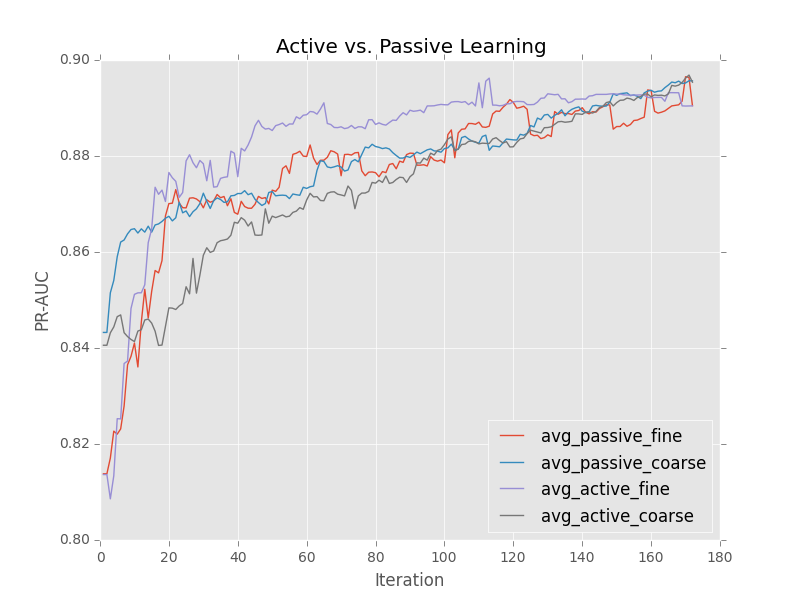 Active vs. Passive Learning
0.90
0.88
0.86
0.84
0.82
0.80
PR-AUC
avg_passive_fine
avg_passive_coarse
avg_active_fine
avg_active_coarse
0 20 40 60 80 100 120 140 160 180
Iteration